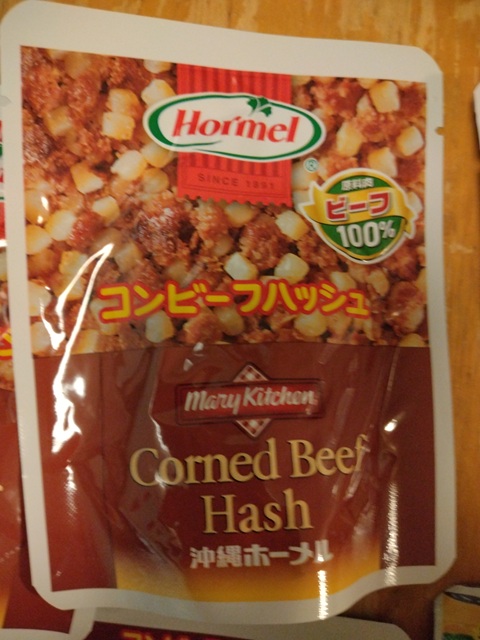 Hormel
SINCE 1891
原料肉
ビーフ
100%
コンビーフハッシュ
Mary Kitchen
Corned Beef
Hash
沖縄ホーメル